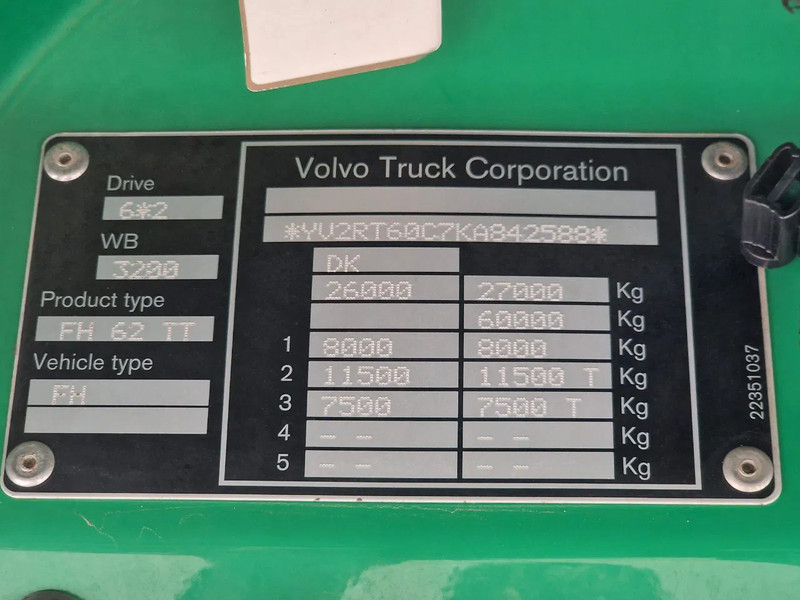 Drive
6*2
WB
3200
Product type
FH 62 TT
Vehicle type
FH
Volvo Truck Corporation
*YV2RT60C7KA842588*
DK
26000 27000 Kg
60000 Kg
1 8000 8000 Kg
2 11500 11500 T Kg
3 7500 7500 T Kg
4 - - - - Kg
5 - - - - Kg
22351037